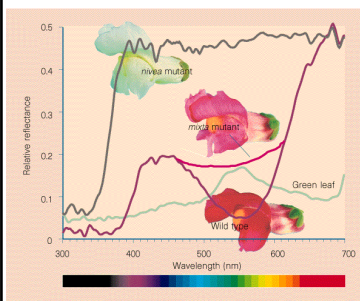 0.5
nivea mutant
0.4
Relative reflectance
0.3
mixta mutant
0.2
Green leaf
0.1
Wild type
0
300 400 500 600 700
Wavelength (nm)